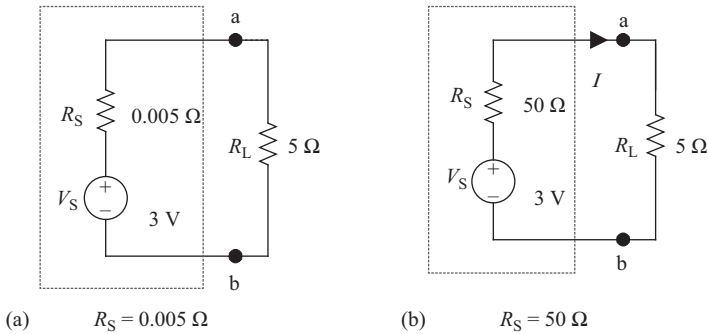 a
R_S 0.005 Ω
R_L 5 Ω
V_S + −
3 V
b
(a) R_S = 0.005 Ω
a
I
R_S 50 Ω
R_L 5 Ω
V_S + −
3 V
b
(b) R_S = 50 Ω